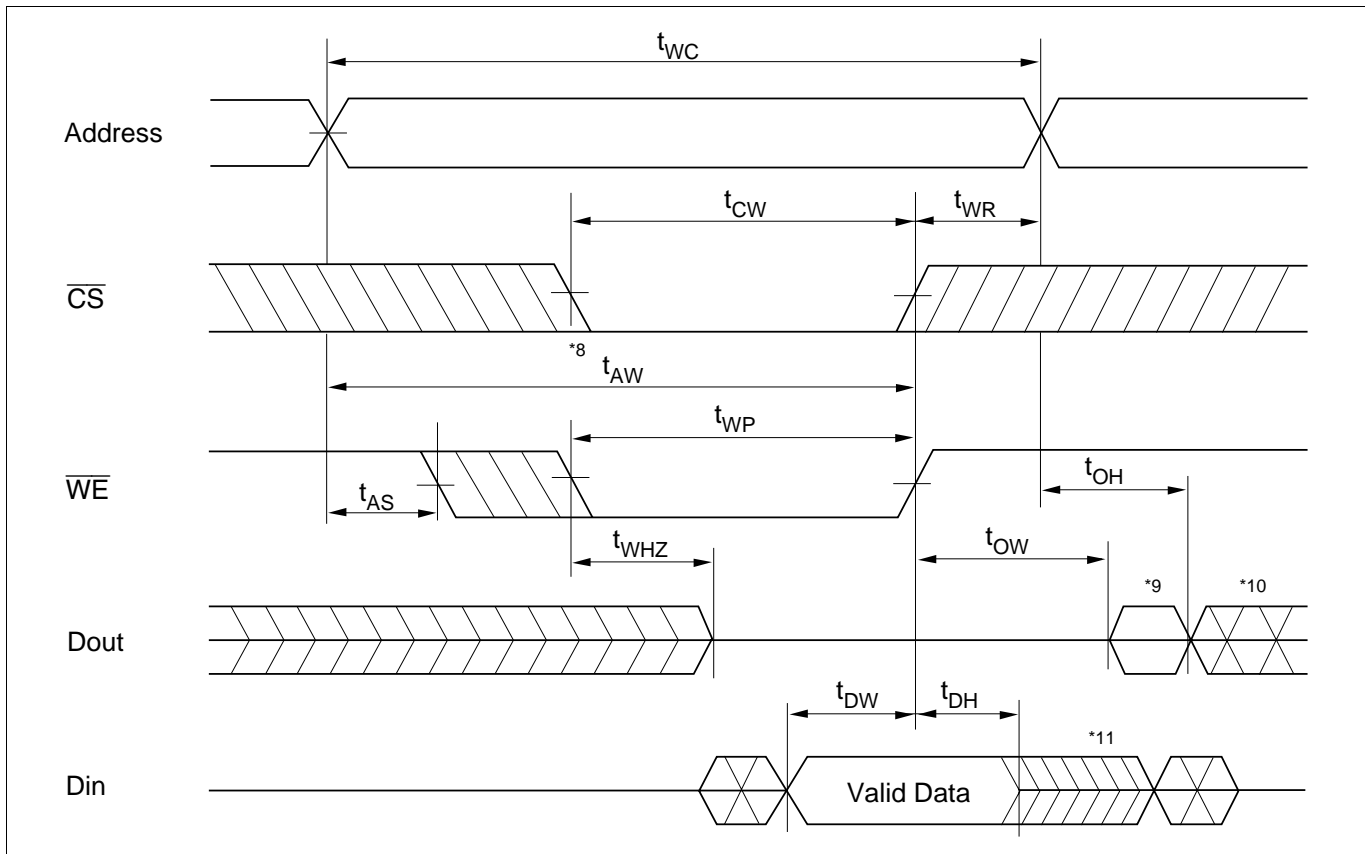 tWC
Address
tCW
tWR
CS
*8
tAW
tWP
WE
tAS
tOH
tWHZ
tOW
*9
*10
Dout
tDW
tDH
*11
Din
Valid Data